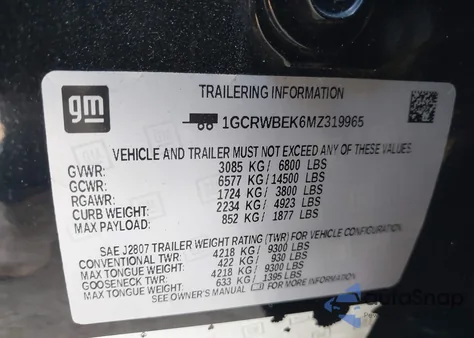 gm
TRAILERING INFORMATION
1GCRWBEK6MZ319965
VEHICLE AND TRAILER MUST NOT EXCEED ANY OF THESE VALUES
GVWR: 3085 KG / 6800 LBS
GCWR: 6577 KG / 14500 LBS
RGAWR: 1724 KG / 3800 LBS
CURB WEIGHT: 2234 KG / 4923 LBS
MAX PAYLOAD: 852 KG / 1877 LBS
SAE J2807 TRAILER WEIGHT RATING (TWR) FOR VEHICLE CONFIGURATION
CONVENTIONAL TWR: 4218 KG / 9300 LBS
MAX TONGUE WEIGHT: 422 KG / 930 LBS
GOOSENECK TWR: 4218 KG / 9300 LBS
MAX TONGUE WEIGHT: 633 KG / 1395 LBS
SEE OWNER'S MANUAL FOR MORE INFORMATION
AutoSnap